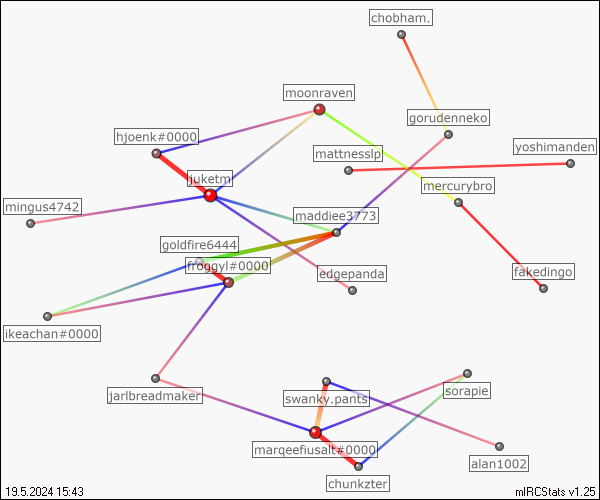 chobham.
moonraven
gorudenneko
hjoenk#0000
yoshimanden
mattnesslp
juketm
mercurybro
mingus4742
maddiee3773
goldfire6444
froggyl#0000
edgepanda
fakedingo
ikeachan#0000
jarlbreadmaker
swanky.pants
sorapie
marqeefiusalt#0000
alan1002
chunkzter
19.5.2024 15:43
mIRCStats v1.25